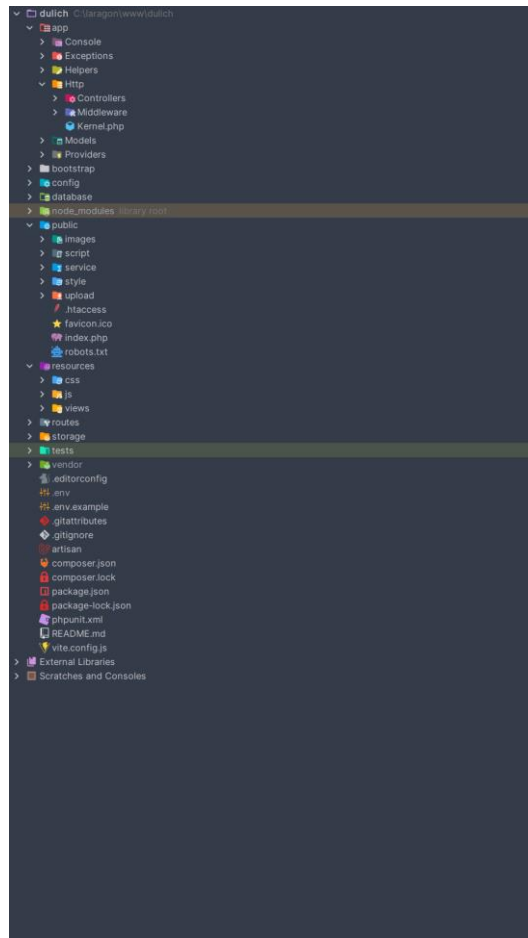 dulich C:\laragon\www\dulich
app
Console
Exceptions
Helpers
Http
Controllers
Middleware
Kernel.php
Models
Providers
bootstrap
config
database
node_modules library root
public
images
script
service
style
upload
.htaccess
favicon.ico
index.php
robots.txt
resources
css
js
views
routes
storage
tests
vendor
.editorconfig
.env
.env.example
.gitattributes
.gitignore
artisan
composer.json
composer.lock
package.json
package-lock.json
phpunit.xml
README.md
vite.config.js
External Libraries
Scratches and Consoles